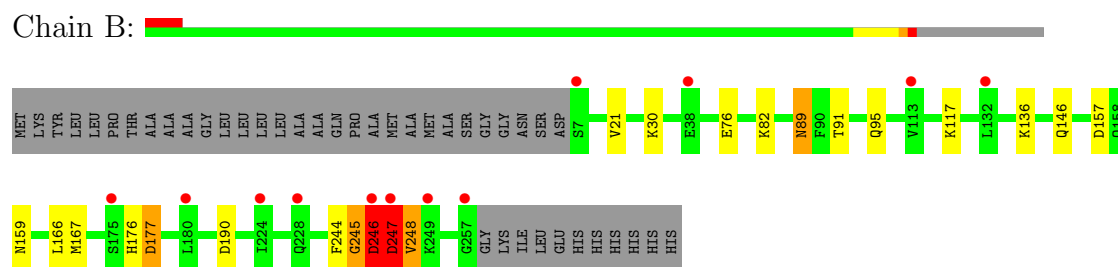 Chain B:
MET LYS TYR LEU LEU PRO THR ALA ALA ALA GLY LEU LEU LEU LEU ALA ALA GLN PRO ALA MET ALA MET ALA SER GLY GLY ASN SER ASP S7 V21 K30 E38 E76 K82 N89 F90 T91 Q95 V113 K117 L132 K136 Q146 D157
N159 L166 M167 S175 H176 D177 L180 D190 I224 Q228 F244 G245 D246 D247 V248 K249 G257 GLY LYS ILE LEU GLU HIS HIS HIS HIS HIS HIS